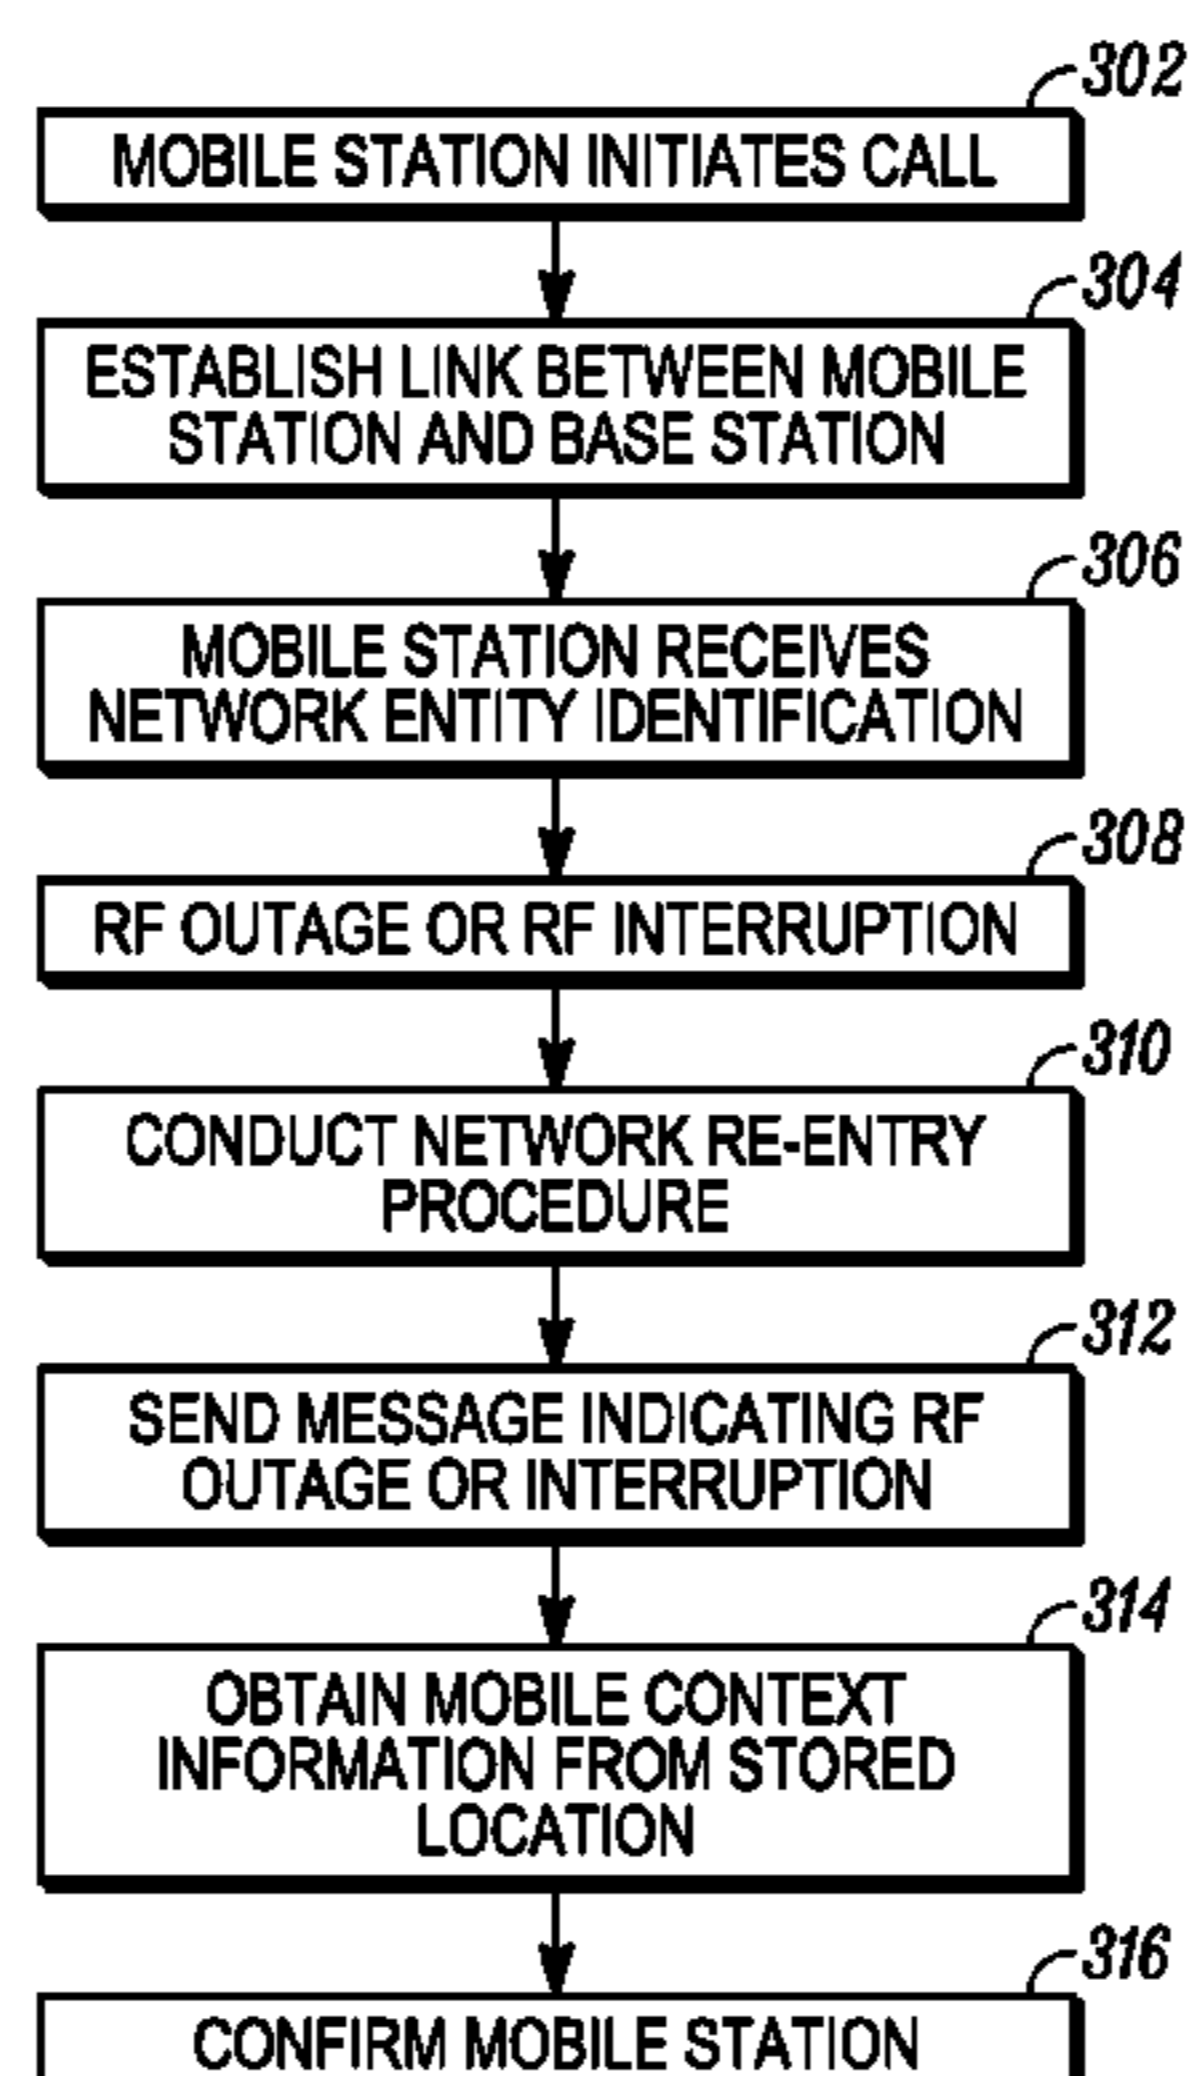 302
MOBILE STATION INITIATES CALL
304
ESTABLISH LINK BETWEEN MOBILE
STATION AND BASE STATION
306
MOBILE STATION RECEIVES
NETWORK ENTITY IDENTIFICATION
308
RF OUTAGE OR RF INTERRUPTION
310
CONDUCT NETWORK RE-ENTRY
PROCEDURE
312
SEND MESSAGE INDICATING RF
OUTAGE OR INTERRUPTION
314
OBTAIN MOBILE CONTEXT
INFORMATION FROM STORED
LOCATION
316
CONFIRM MOBILE STATION